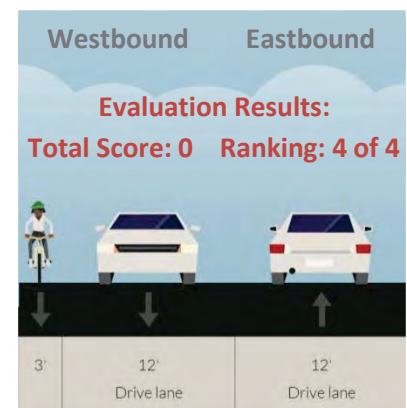 Westbound Eastbound
Evaluation Results:
Total Score: 0 Ranking: 4 of 4
3' 12' 12'
Drive lane Drive lane